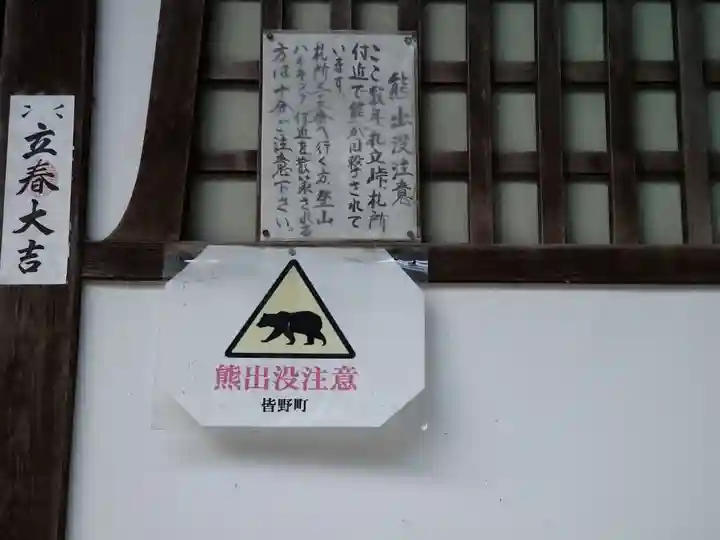 熊出没注意
ここ数年札立峠札所
付近で熊が目撃されて
います。
札所三十四番へ行く方、登山
ハイキング付近を散策される
方は十分ご注意下さい。
立春大吉
熊出没注意
皆野町